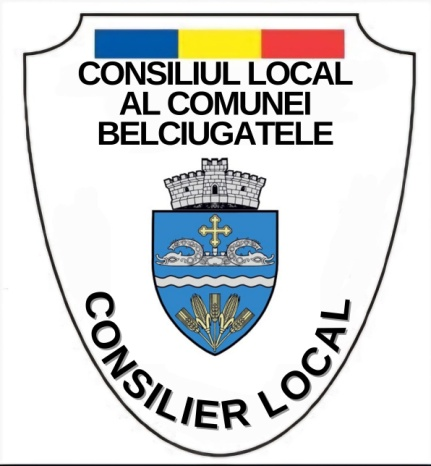 CONSILIUL LOCAL
AL COMUNEI
BELCIUGATELE
CONSILIER LOCAL